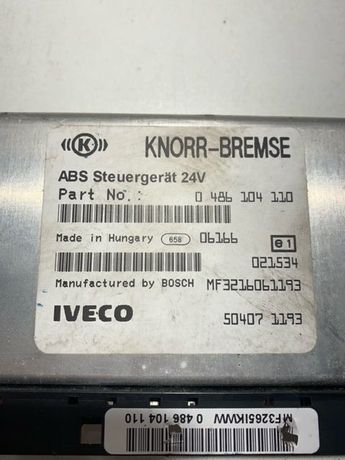 K
KNORR-BREMSE
ABS Steuergerät 24V
Part No.: 0 486 104 110
Made in Hungary 658 06166 e1
021534
Manufactured by BOSCH MF3216061193
IVECO 50407 1193
MF3265IKWW 0 486 104 110